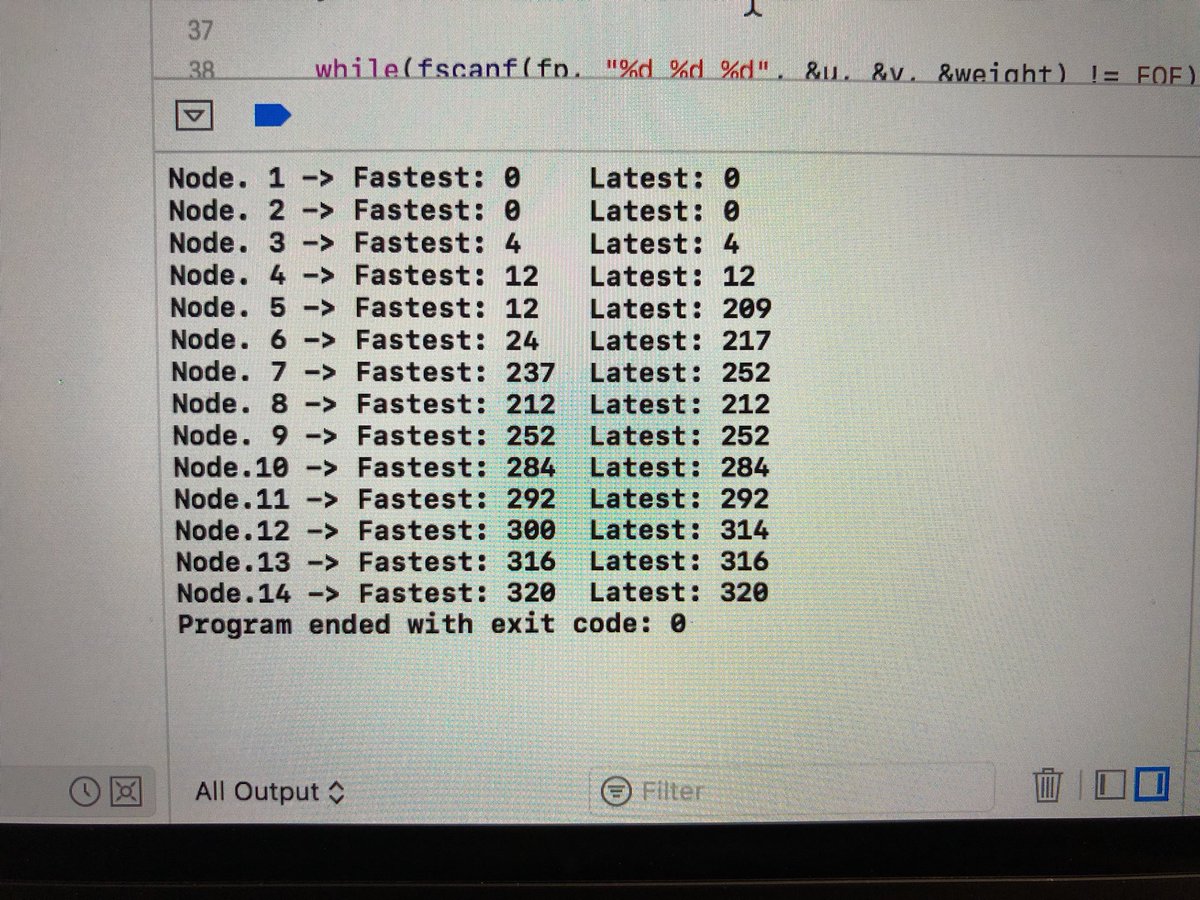 37
38 while(fscanf(fp, "%d %d %d", &u, &v, &weight) != EOF)
Node. 1 -> Fastest: 0 Latest: 0
Node. 2 -> Fastest: 0 Latest: 0
Node. 3 -> Fastest: 4 Latest: 4
Node. 4 -> Fastest: 12 Latest: 12
Node. 5 -> Fastest: 12 Latest: 209
Node. 6 -> Fastest: 24 Latest: 217
Node. 7 -> Fastest: 237 Latest: 252
Node. 8 -> Fastest: 212 Latest: 212
Node. 9 -> Fastest: 252 Latest: 252
Node.10 -> Fastest: 284 Latest: 284
Node.11 -> Fastest: 292 Latest: 292
Node.12 -> Fastest: 300 Latest: 314
Node.13 -> Fastest: 316 Latest: 316
Node.14 -> Fastest: 320 Latest: 320
Program ended with exit code: 0
All Output Filter